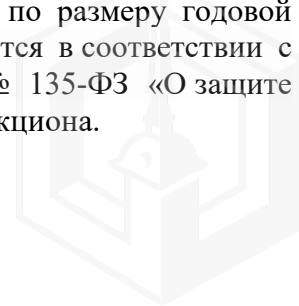 по размеру годовой
тся в соответствии с
№ 135-ФЗ «О защите
кциона.